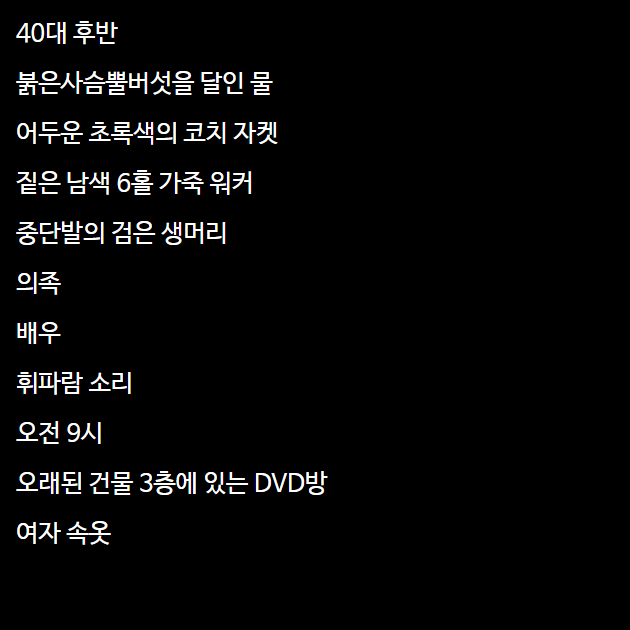 40대 후반
붉은사슴뿔버섯을 달인 물
어두운 초록색의 코치 자켓
짙은 남색 6홀 가죽 워커
중단발의 검은 생머리
의족
배우
휘파람 소리
오전 9시
오래된 건물 3층에 있는 DVD방
여자 속옷